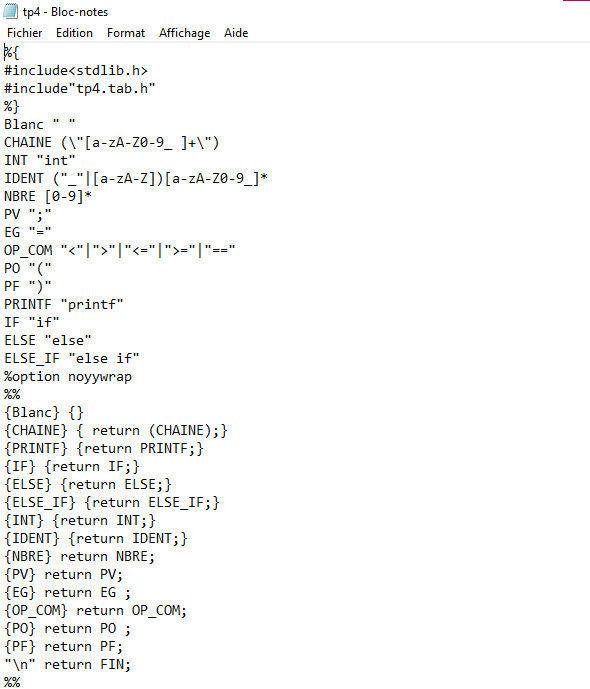 tp4 - Bloc-notes
Fichier Edition Format Affichage Aide
%{
#include<stdlib.h>
#include"tp4.tab.h"
%}
Blanc " "
CHAINE (\"[a-zA-Z0-9_ ]+\")
INT "int"
IDENT ("_"|[a-zA-Z])[a-zA-Z0-9_]*
NBRE [0-9]*
PV ";"
EG "="
OP_COM "<"|">"|"<="|">="|"=="
PO "("
PF ")"
PRINTF "printf"
IF "if"
ELSE "else"
ELSE_IF "else if"
%option noyywrap
%%
{Blanc} {}
{CHAINE} { return (CHAINE);}
{PRINTF} {return PRINTF;}
{IF} {return IF;}
{ELSE} {return ELSE;}
{ELSE_IF} {return ELSE_IF;}
{INT} {return INT;}
{IDENT} {return IDENT;}
{NBRE} return NBRE;
{PV} return PV;
{EG} return EG ;
{OP_COM} return OP_COM;
{PO} return PO ;
{PF} return PF;
"\n" return FIN;
%%